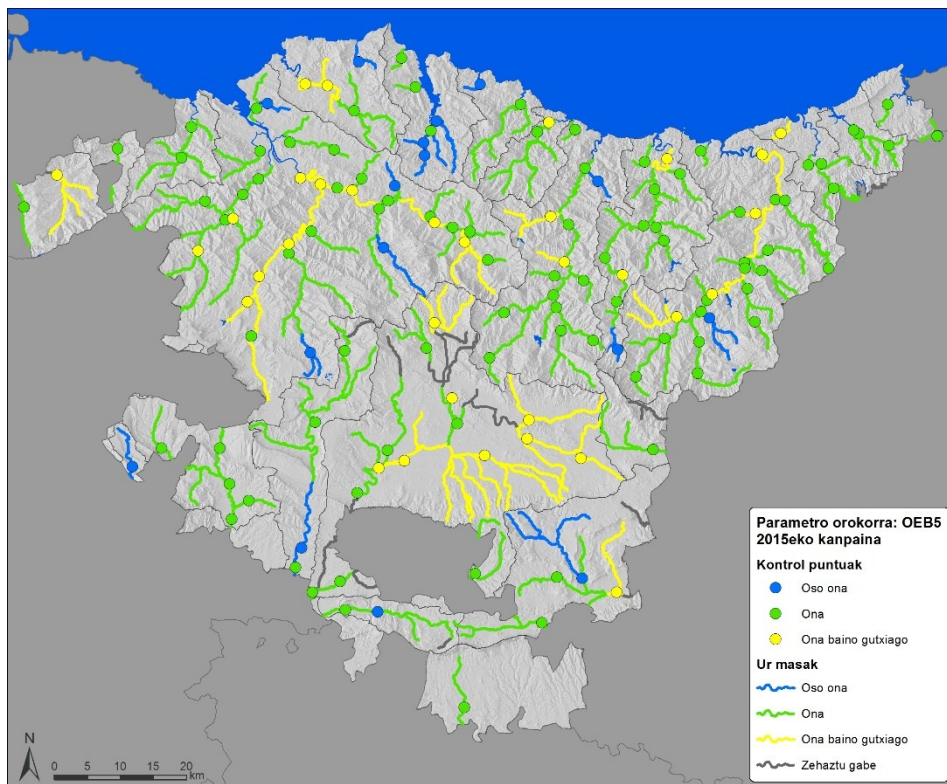 Parametro orokorra: OEB5
2015eko kanpaina
Kontrol puntuak
Oso ona
Ona
Ona baino gutxiago
Ur masak
Oso ona
Ona
Ona baino gutxiago
Zehaztu gabe
N
0 5 10 15 20
km